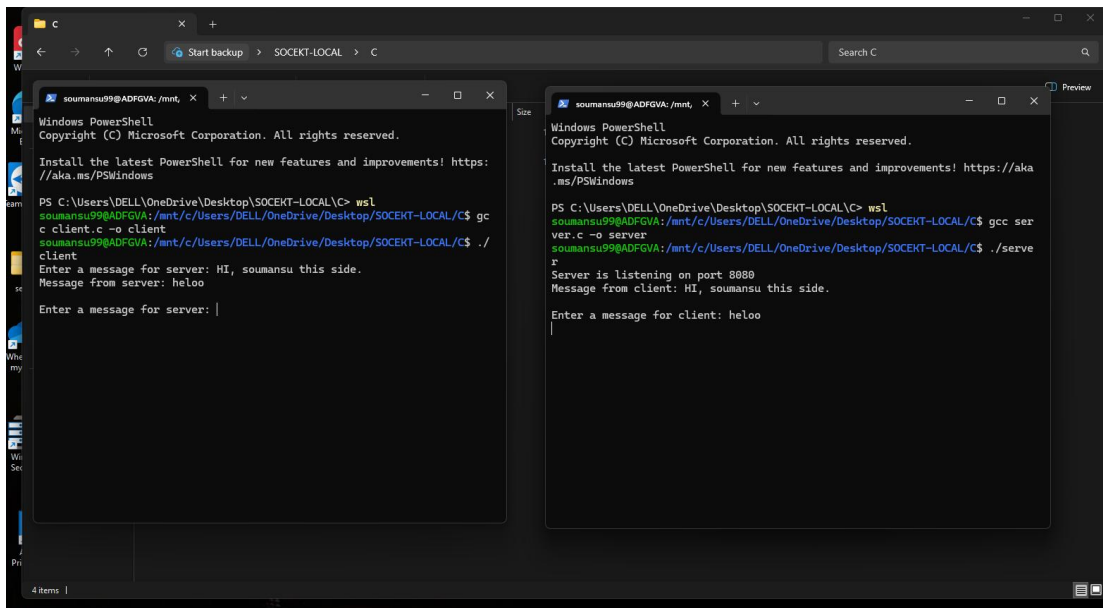 C
Start backup > SOCEKT-LOCAL > C
Search C
Preview
Size
soumansu99@ADFGVA: /mnt,
Windows PowerShell
Copyright (C) Microsoft Corporation. All rights reserved.
Install the latest PowerShell for new features and improvements! https:
//aka.ms/PSWindows
PS C:\Users\DELL\OneDrive\Desktop\SOCEKT-LOCAL\C> wsl
soumansu99@ADFGVA:/mnt/c/Users/DELL/OneDrive/Desktop/SOCEKT-LOCAL/C$ gc
c client.c -o client
soumansu99@ADFGVA:/mnt/c/Users/DELL/OneDrive/Desktop/SOCEKT-LOCAL/C$ ./
client
Enter a message for server: HI, soumansu this side.
Message from server: heloo
Enter a message for server:
soumansu99@ADFGVA: /mnt,
Windows PowerShell
Copyright (C) Microsoft Corporation. All rights reserved.
Install the latest PowerShell for new features and improvements! https://aka
.ms/PSWindows
PS C:\Users\DELL\OneDrive\Desktop\SOCEKT-LOCAL\C> wsl
soumansu99@ADFGVA:/mnt/c/Users/DELL/OneDrive/Desktop/SOCEKT-LOCAL/C$ gcc ser
ver.c -o server
soumansu99@ADFGVA:/mnt/c/Users/DELL/OneDrive/Desktop/SOCEKT-LOCAL/C$ ./serve
r
Server is listening on port 8080
Message from client: HI, soumansu this side.
Enter a message for client: heloo
4 items